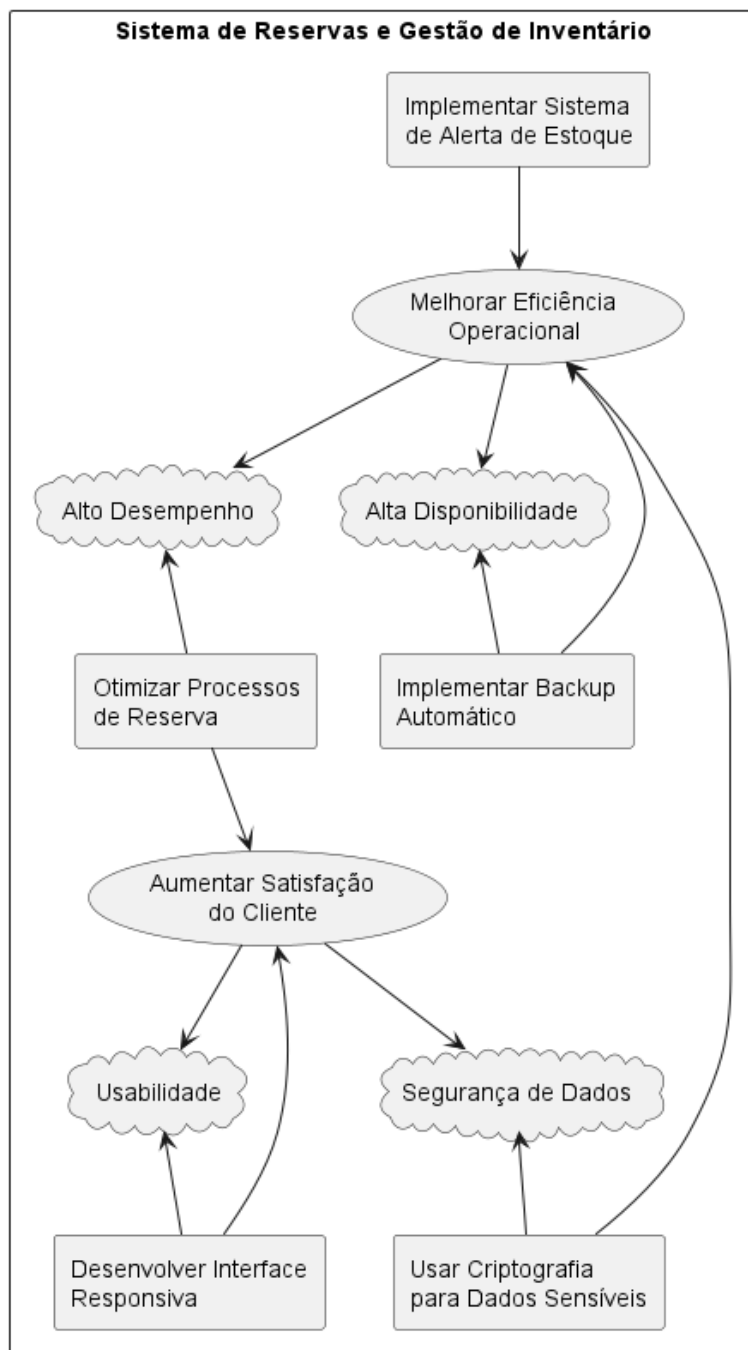 Sistema de Reservas e Gestão de Inventário
Implementar Sistema
de Alerta de Estoque
Melhorar Eficiência
Operacional
Alto Desempenho
Alta Disponibilidade
Otimizar Processos
de Reserva
Implementar Backup
Automático
Aumentar Satisfação
do Cliente
Usabilidade
Segurança de Dados
Desenvolver Interface
Responsiva
Usar Criptografia
para Dados Sensíveis